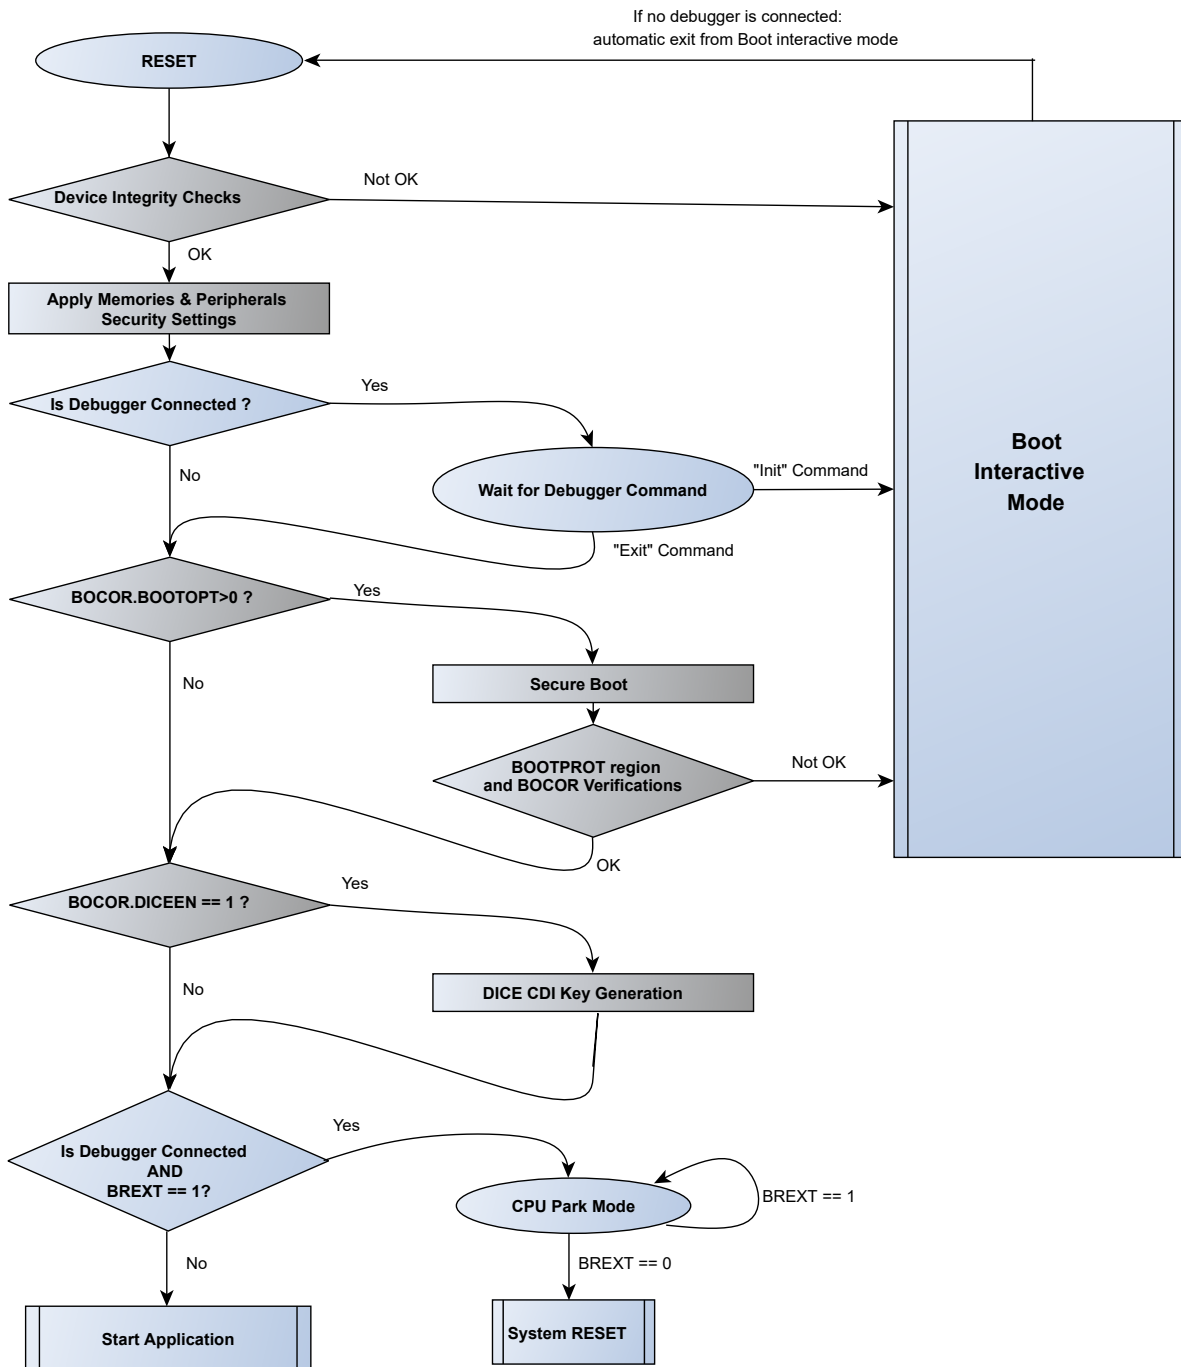 If no debugger is connected:
automatic exit from Boot interactive mode
RESET
Device Integrity Checks
Not OK
OK
Apply Memories & Peripherals
Security Settings
Is Debugger Connected ?
Yes
No
Wait for Debugger Command
"Init" Command
"Exit" Command
Boot
Interactive
Mode
BOCOR.BOOTOPT>0 ?
Yes
No
Secure Boot
BOOTPROT region
and BOCOR Verifications
Not OK
OK
BOCOR.DICEEN == 1 ?
Yes
No
DICE CDI Key Generation
Is Debugger Connected
AND
BREXT == 1?
Yes
No
CPU Park Mode
BREXT == 1
BREXT == 0
Start Application
System RESET